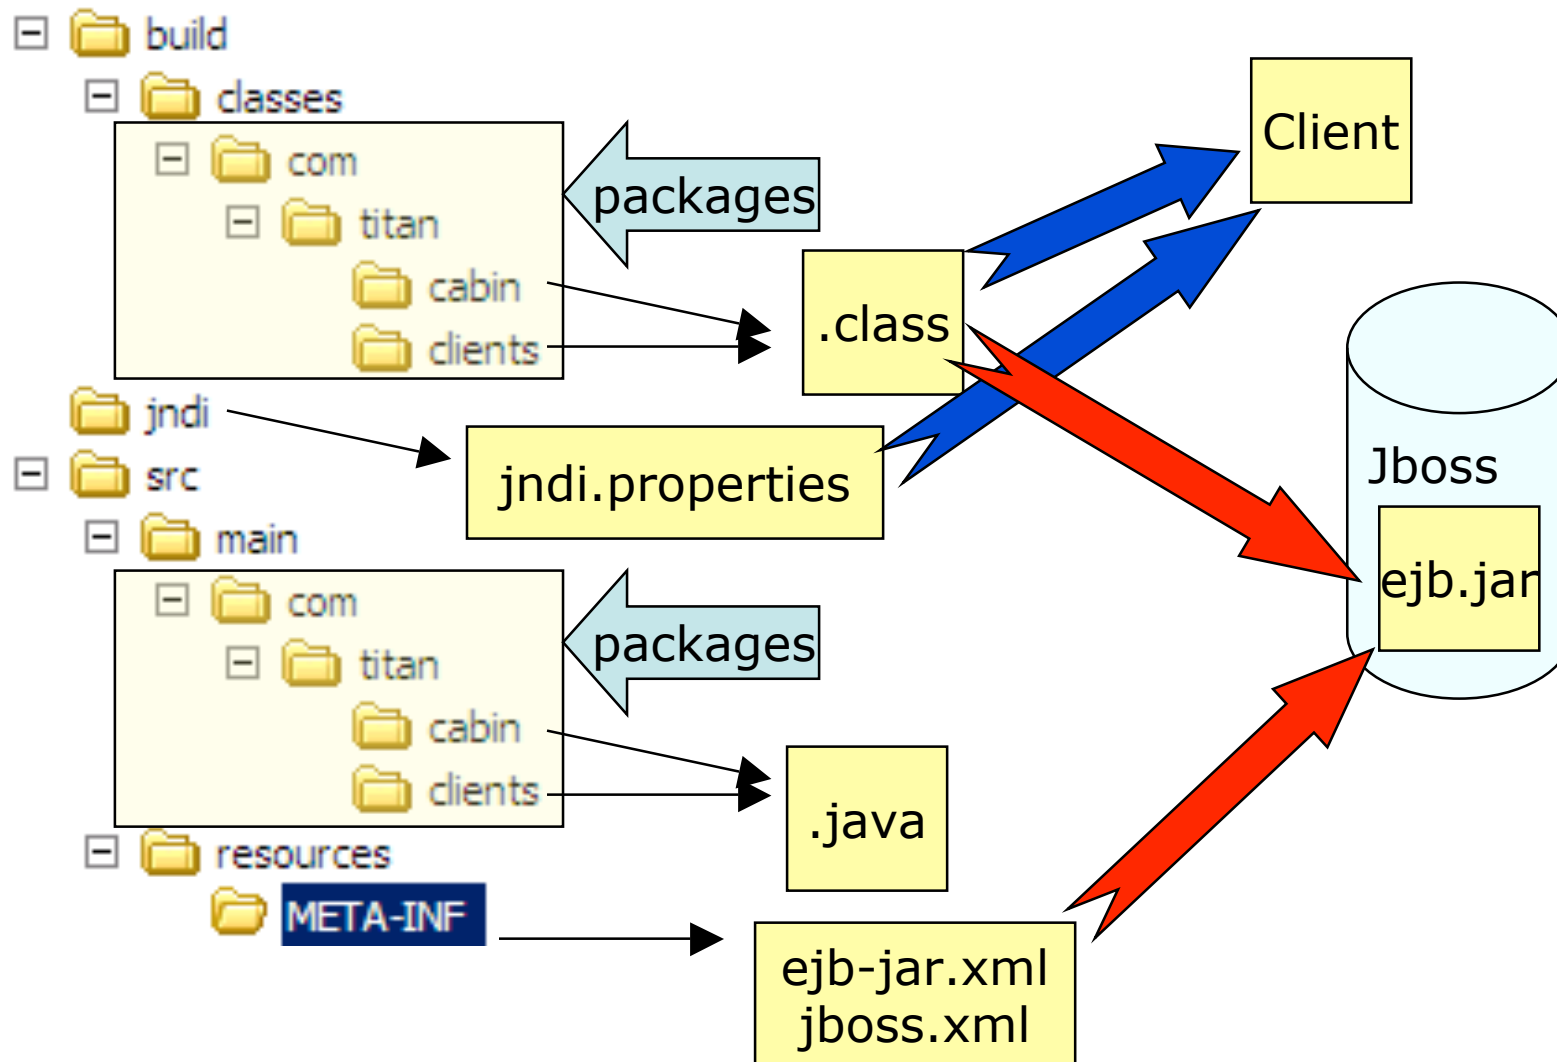 build
classes
com
titan
cabin
clients
jndi
src
main
com
titan
cabin
clients
resources
META-INF
packages
.class
jndi.properties
packages
.java
ejb-jar.xml
jboss.xml
Client
Jboss
ejb.jar